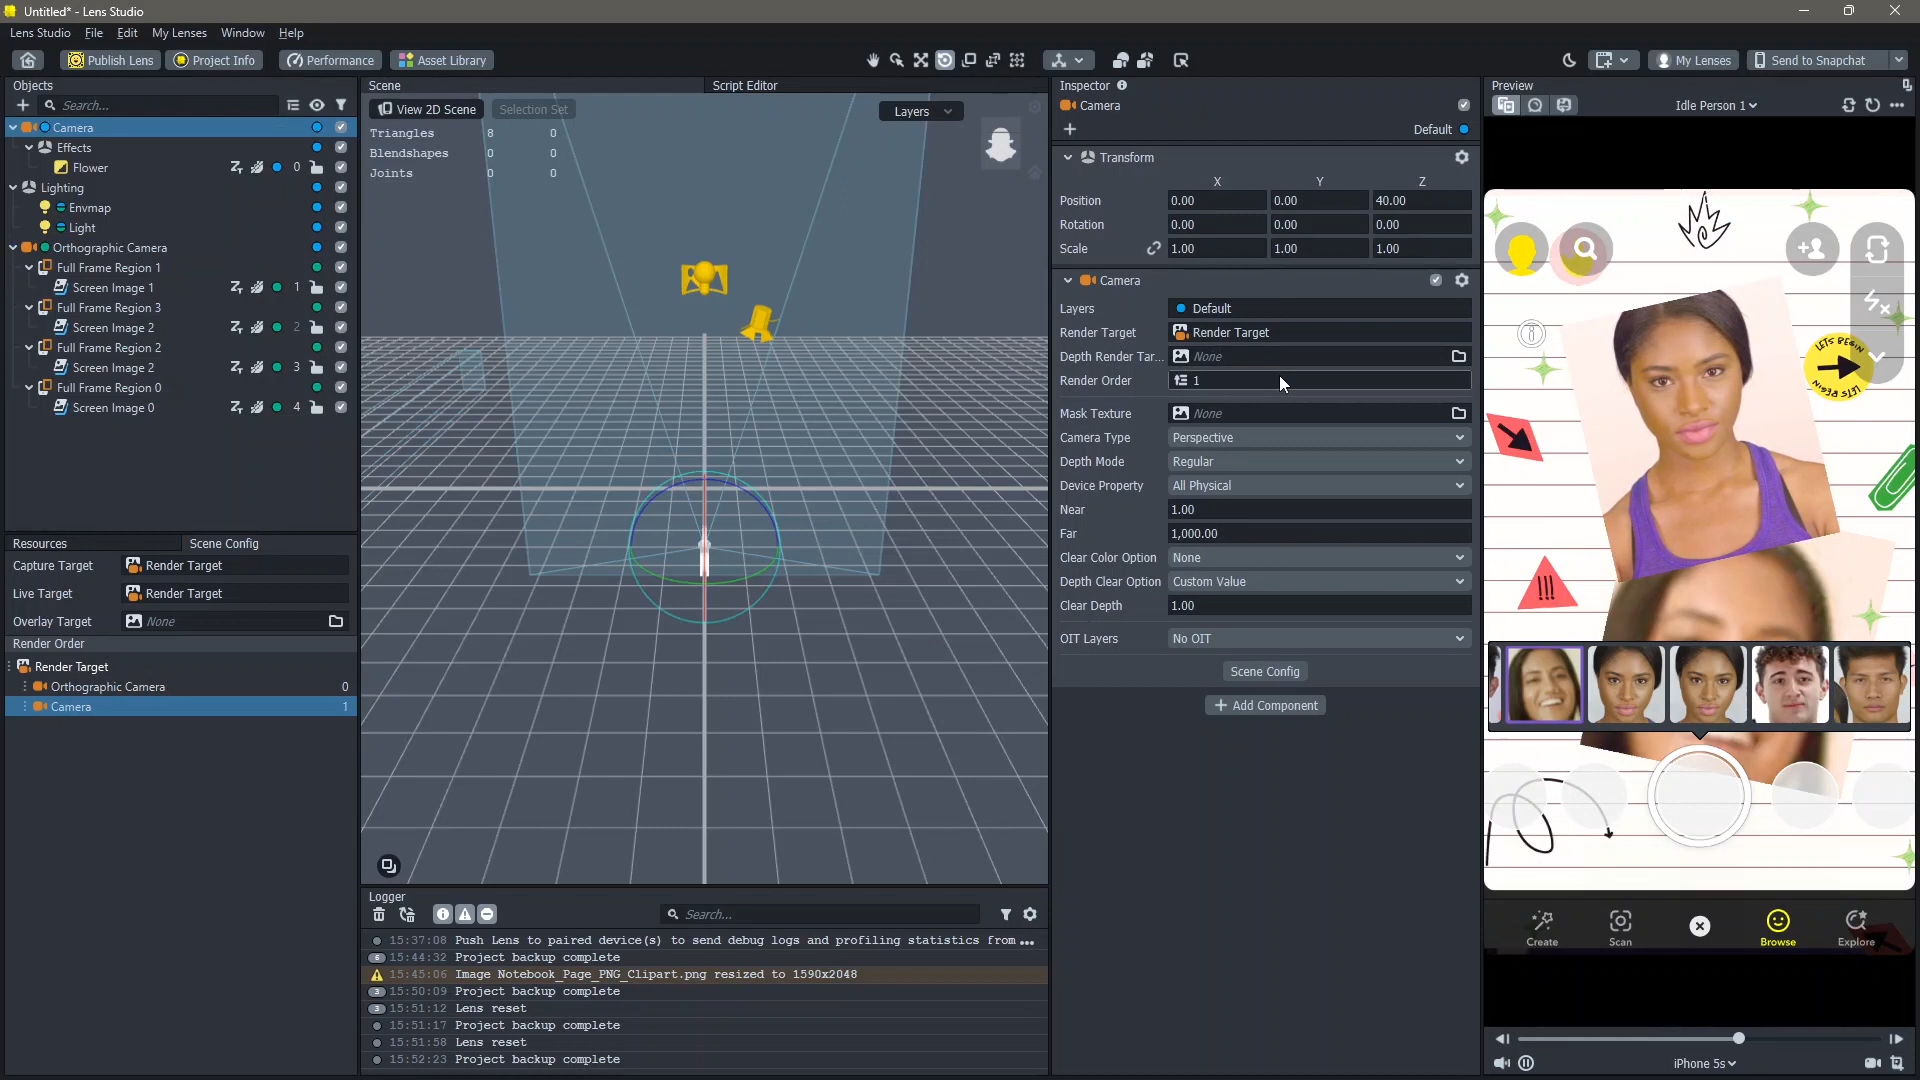 Untitled* - Lens Studio
Lens Studio File Edit My Lenses Window Help
Publish Lens Project Info Performance Asset Library My Lenses Send to Snapchat
Objects
Search...
Camera
Effects
Flower 0
Lighting
Envmap
Light
Orthographic Camera
Full Frame Region 1
Screen Image 1 1
Full Frame Region 3
Screen Image 2 2
Full Frame Region 2
Screen Image 2 3
Full Frame Region 0
Screen Image 0 4
Resources Scene Config
Capture Target Render Target
Live Target Render Target
Overlay Target None
Render Order
Render Target
Orthographic Camera 0
Camera 1
Scene Script Editor
View 2D Scene Selection Set Layers
Triangles 8 0
Blendshapes 0 0
Joints 0 0
Logger
Search...
15:37:08 Push Lens to paired device(s) to send debug logs and profiling statistics from ...
6 15:44:32 Project backup complete
15:45:06 Image Notebook_Page_PNG_Clipart.png resized to 1590x2048
3 15:50:09 Project backup complete
3 15:51:12 Lens reset
15:51:17 Project backup complete
15:51:58 Lens reset
15:52:23 Project backup complete
Inspector
Camera
Default
Transform
X Y Z
Position 0.00 0.00 40.00
Rotation 0.00 0.00 0.00
Scale 1.00 1.00 1.00
Camera
Layers Default
Render Target Render Target
Depth Render Tar... None
Render Order 1
Mask Texture None
Camera Type Perspective
Depth Mode Regular
Device Property All Physical
Near 1.00
Far 1,000.00
Clear Color Option None
Depth Clear Option Custom Value
Clear Depth 1.00
OIT Layers No OIT
Scene Config
+ Add Component
Preview
Idle Person 1
LETS BEGIN
LETS BEGIN
!!!
Create Scan Browse Explore
iPhone 5s